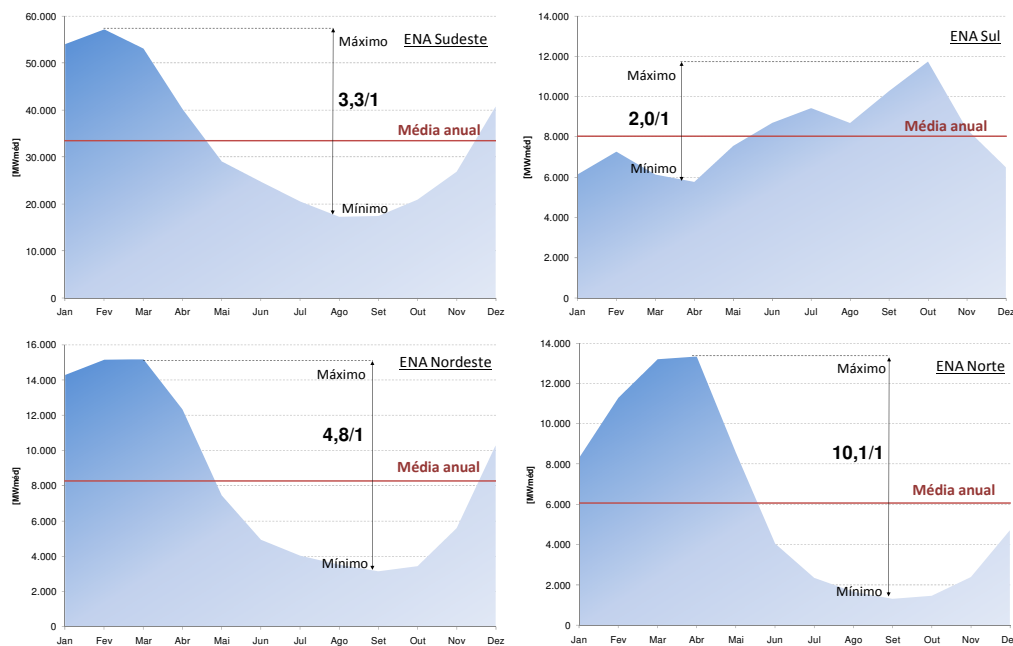 60.000
50.000
40.000
30.000
20.000
10.000
0
[MWméd]
Máximo
ENA Sudeste
3,3/1
Média anual
Mínimo
Jan Fev Mar Abr Mai Jun Jul Ago Set Out Nov Dez
14.000
12.000
10.000
8.000
6.000
4.000
2.000
0
[MWméd]
ENA Sul
Máximo
2,0/1
Média anual
Mínimo
Jan Fev Mar Abr Mai Jun Jul Ago Set Out Nov Dez
16.000
14.000
12.000
10.000
8.000
6.000
4.000
2.000
0
[MWméd]
ENA Nordeste
Máximo
4,8/1
Média anual
Mínimo
Jan Fev Mar Abr Mai Jun Jul Ago Set Out Nov Dez
14.000
12.000
10.000
8.000
6.000
4.000
2.000
0
[MWméd]
Máximo
ENA Norte
10,1/1
Média anual
Mínimo
Jan Fev Mar Abr Mai Jun Jul Ago Set Out Nov Dez